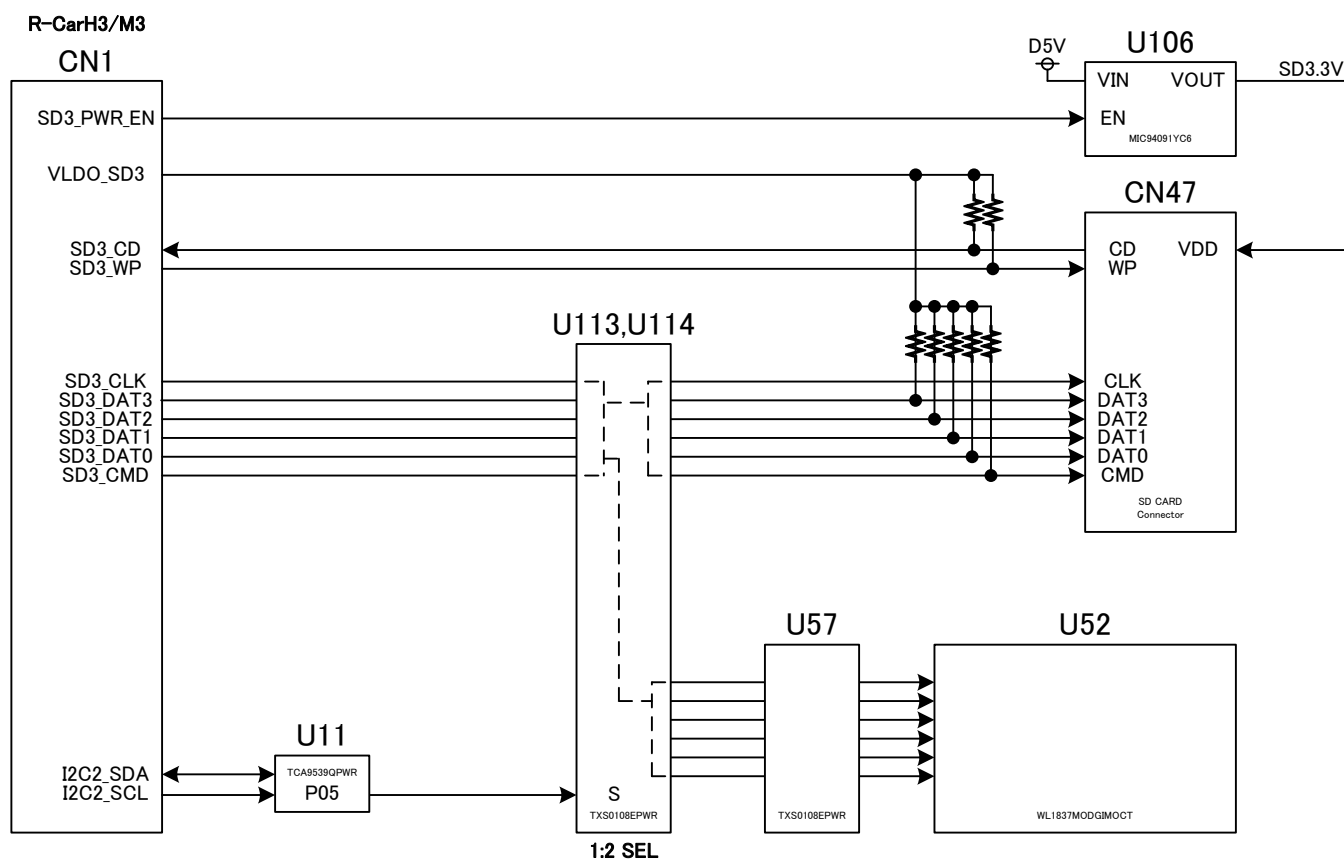 R-CarH3/M3
CN1
SD3_PWR_EN
VLDO_SD3
SD3_CD
SD3_WP
SD3_CLK
SD3_DAT3
SD3_DAT2
SD3_DAT1
SD3_DAT0
SD3_CMD
I2C2_SDA
I2C2_SCL
U11
TCA9539QPWR
P05
U113,U114
S
TXS0108EPWR
1:2 SEL
D5V
U106
VIN VOUT
EN
MIC94091YC6
SD3.3V
CN47
CD VDD
WP
CLK
DAT3
DAT2
DAT1
DAT0
CMD
SD CARD
Connector
U57
TXS0108EPWR
U52
WL1837MODGIMOCT